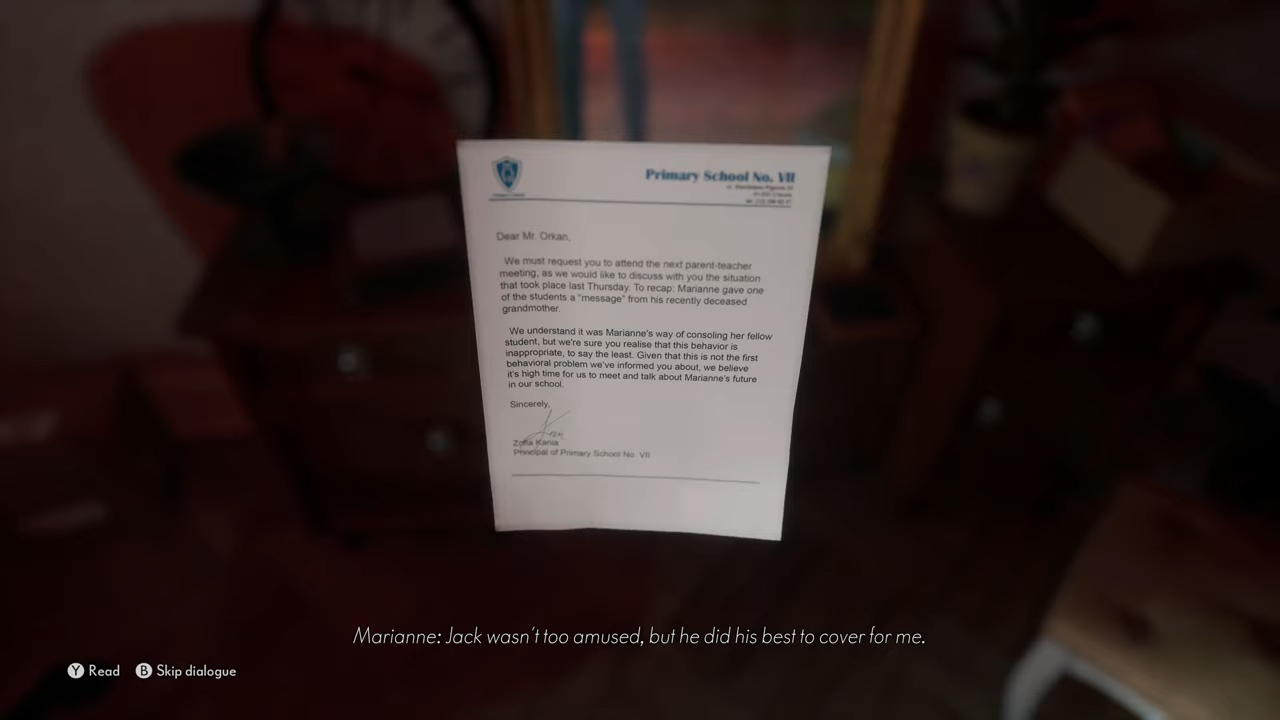 Primary School No. VII
Dear Mr. Orkan,
We must request you to attend the next parent-teacher
meeting, as we would like to discuss with you the situation
that took place last Thursday. To recap: Marianne gave one
of the students a "message" from his recently deceased
grandmother.
We understand it was Marianne's way of consoling her fellow
student, but we're sure you realise that this behavior is
inappropriate, to say the least. Given that this is not the first
behavioral problem we've informed you about, we believe
it's high time for us to meet and talk about Marianne's future
in our school.
Sincerely,
Zofia Kania
Principal of Primary School No. VII
Marianne: Jack wasn't too amused, but he did his best to cover for me.
Y Read B Skip dialogue